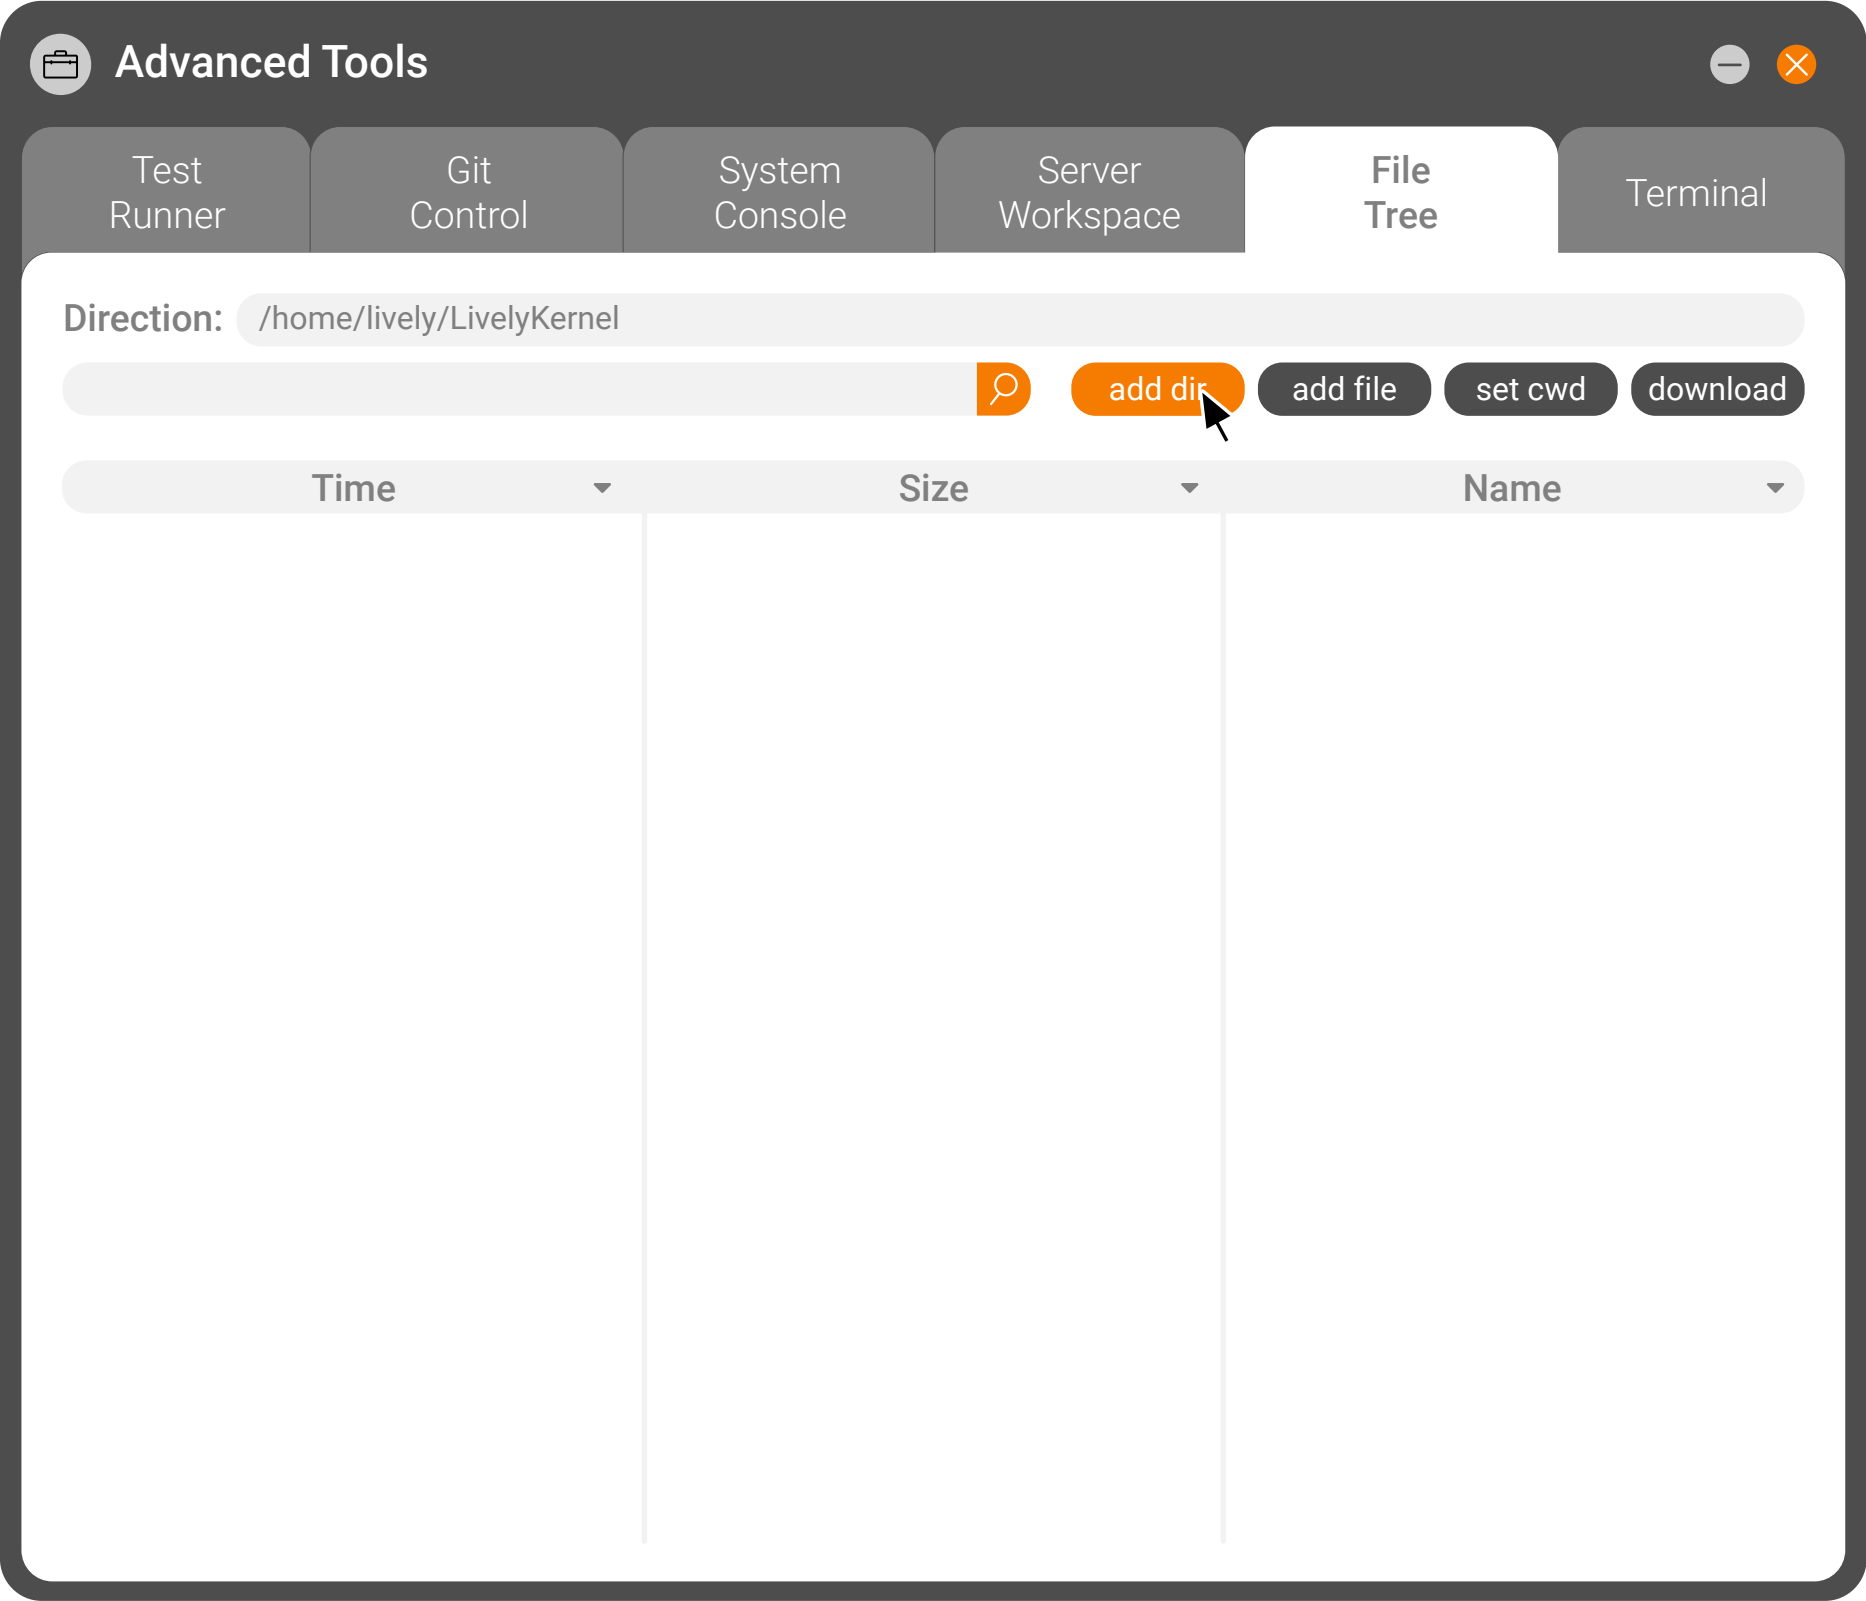 Advanced Tools
Test
Runner
Git
Control
System
Console
Server
Workspace
File
Tree
Terminal
Direction: /home/lively/LivelyKernel
add dir add file set cwd download
Time Size Name